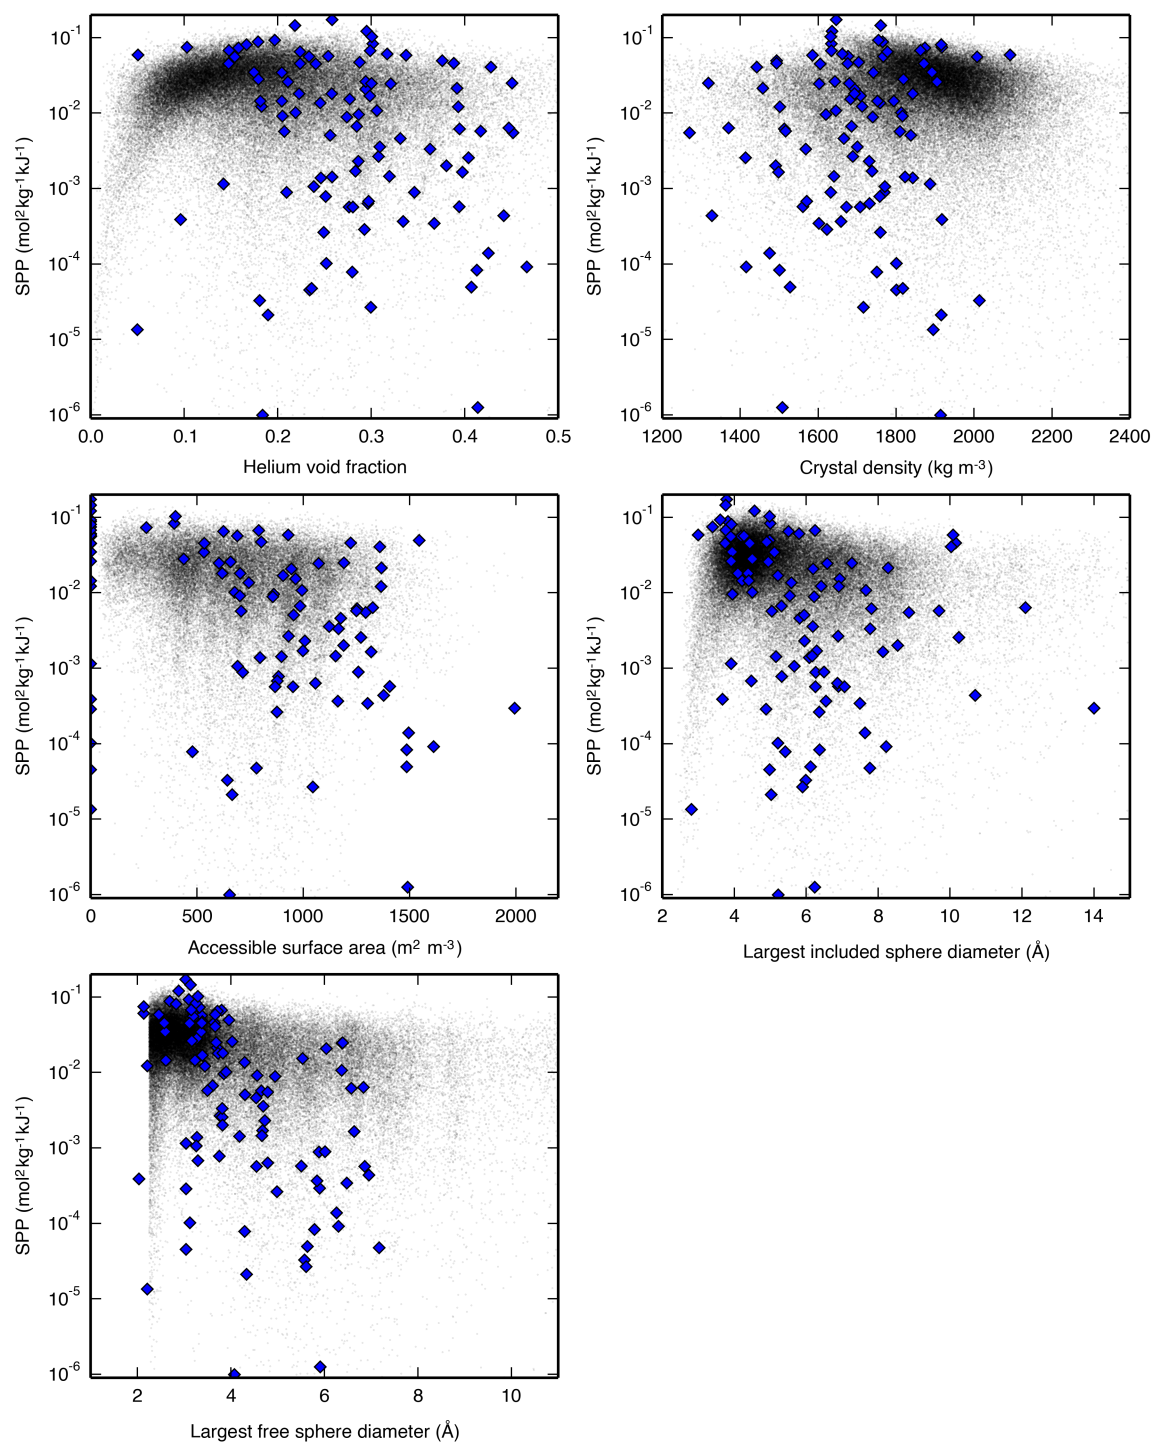 10-1 10-2 10-3 10-4 10-5 10-6
SPP (mol2kg-1kJ-1)
0.0 0.1 0.2 0.3 0.4 0.5
Helium void fraction
10-1 10-2 10-3 10-4 10-5 10-6
SPP (mol2kg-1kJ-1)
1200 1400 1600 1800 2000 2200 2400
Crystal density (kg m-3)
10-1 10-2 10-3 10-4 10-5 10-6
SPP (mol2kg-1kJ-1)
0 500 1000 1500 2000
Accessible surface area (m2 m-3)
10-1 10-2 10-3 10-4 10-5 10-6
SPP (mol2kg-1kJ-1)
2 4 6 8 10 12 14
Largest included sphere diameter (Å)
10-1 10-2 10-3 10-4 10-5 10-6
SPP (mol2kg-1kJ-1)
2 4 6 8 10
Largest free sphere diameter (Å)